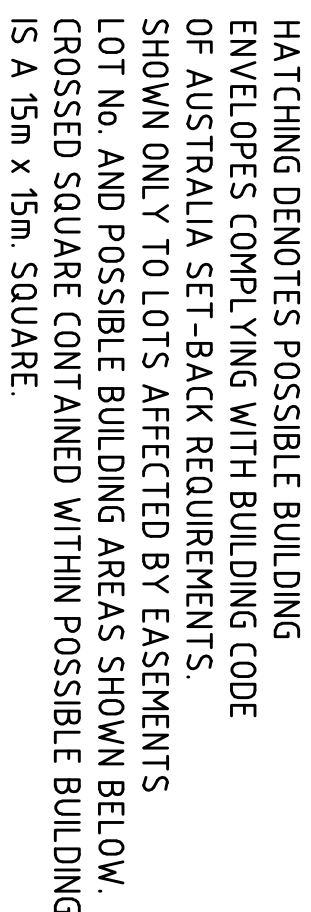 HATCHING DENOTES POSSIBLE BUILDING
ENVELOPES COMPLYING WITH BUILDING CODE
OF AUSTRALIA SET-BACK REQUIREMENTS.
SHOWN ONLY TO LOTS AFFECTED BY EASEMENTS
LOT No. AND POSSIBLE BUILDING AREAS SHOWN BELOW.
CROSSED SQUARE CONTAINED WITHIN POSSIBLE BUILDING
IS A 15m x 15m. SQUARE.